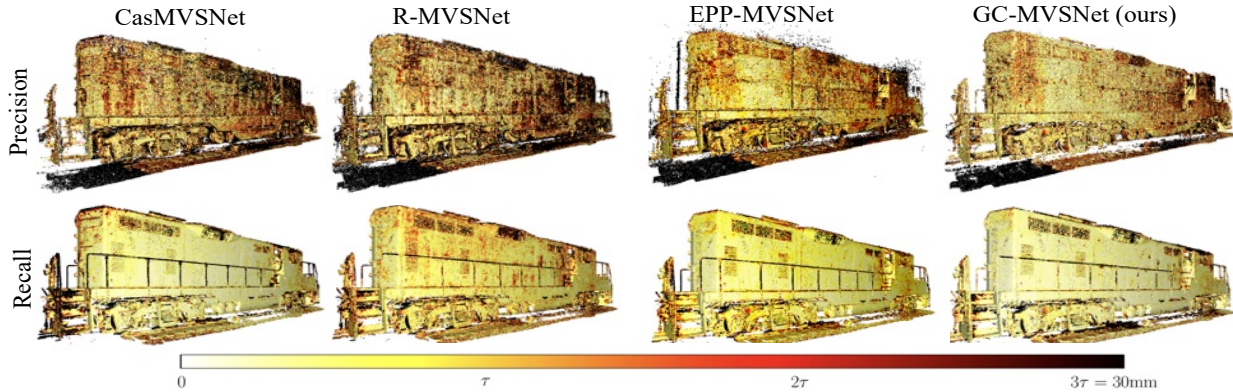 CasMVSNet R-MVSNet EPP-MVSNet GC-MVSNet (ours)
Precision
Recall
0 τ 2τ 3τ = 30mm